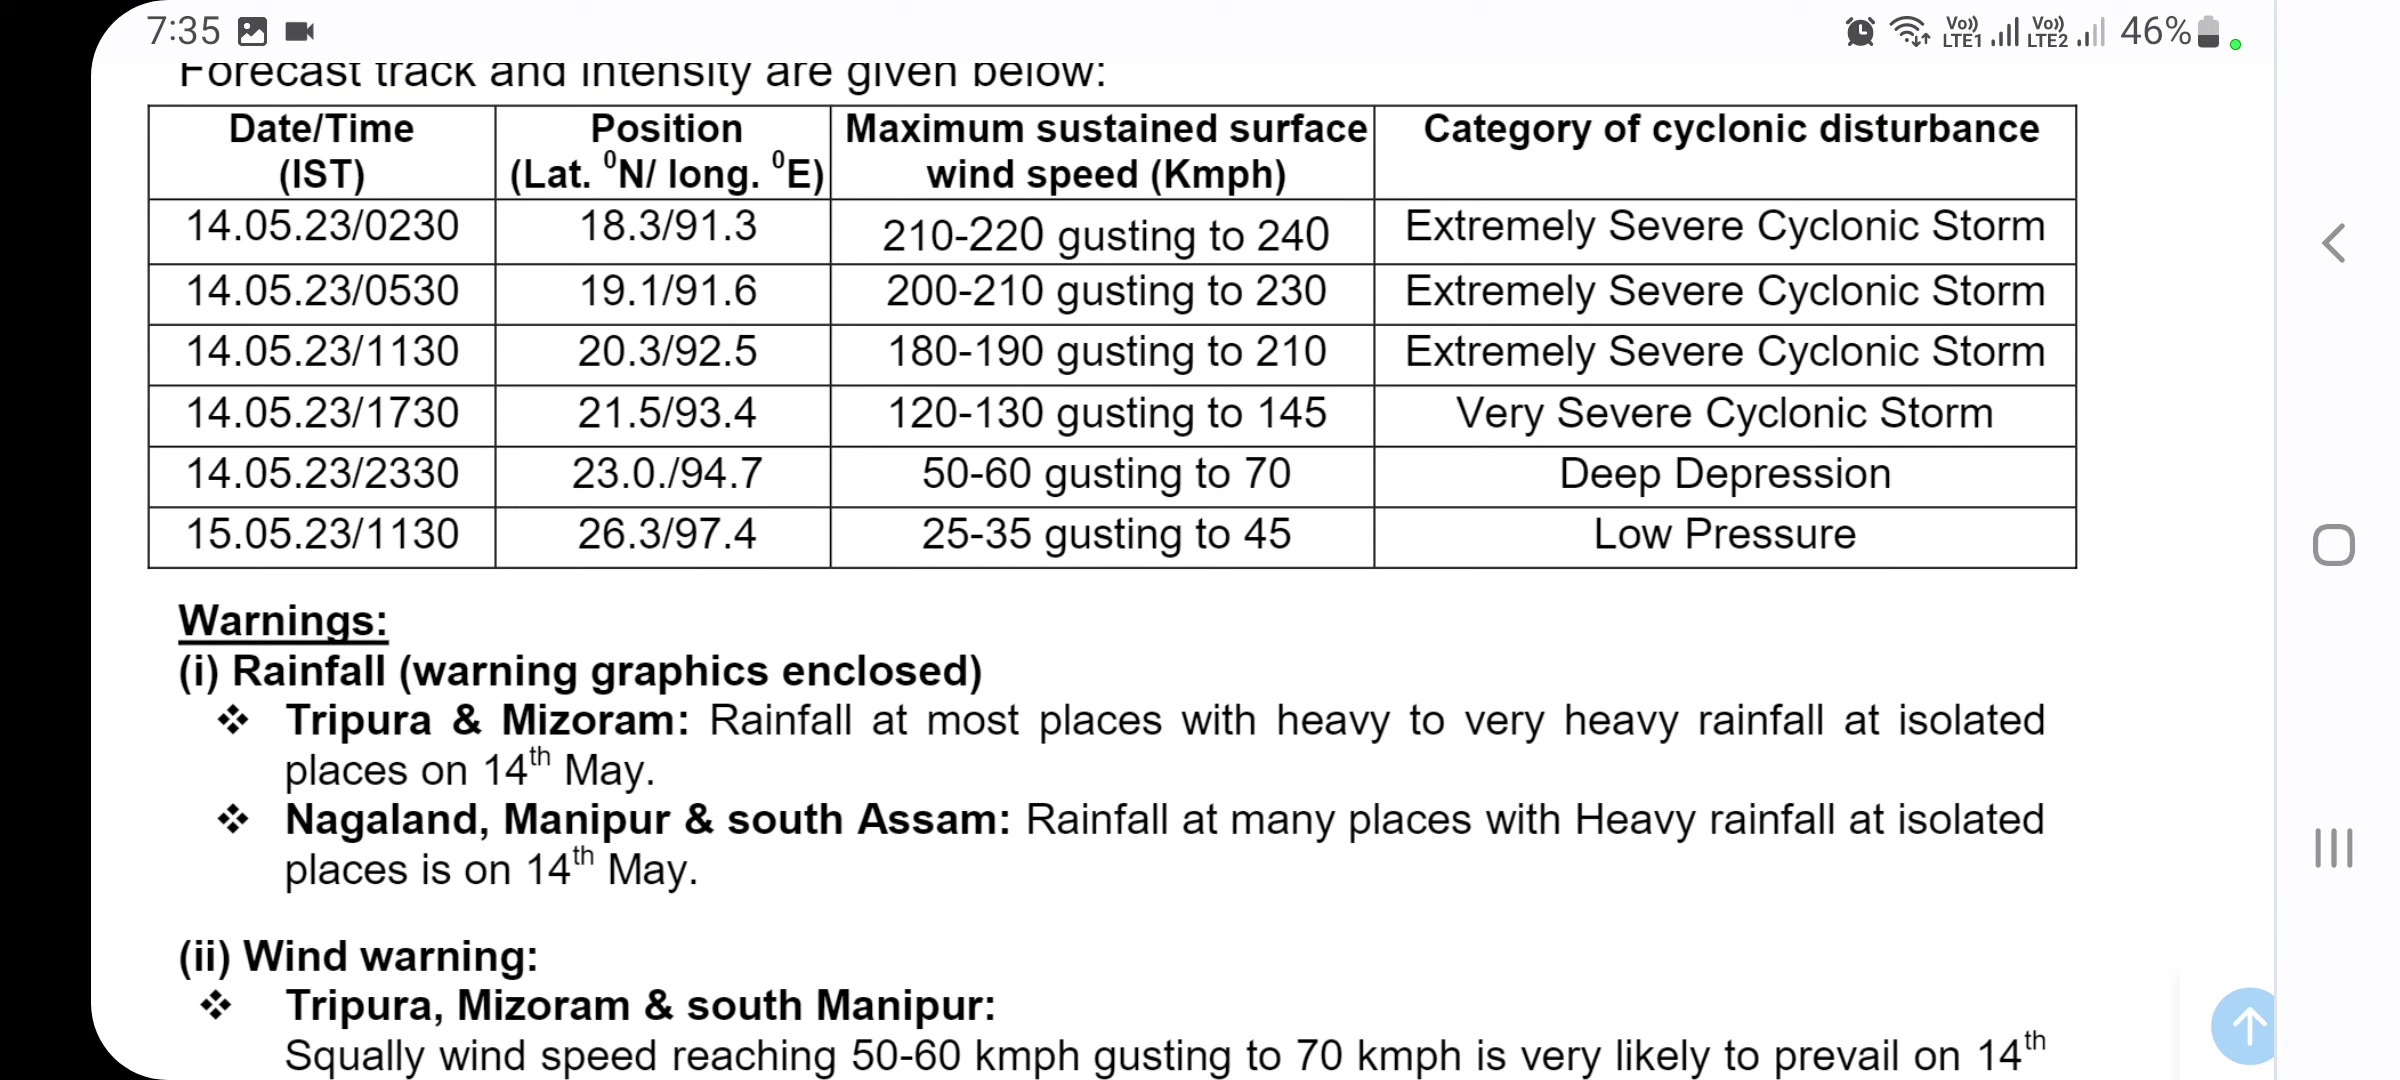 7:35 Vo)) LTE1 Vo)) LTE2 46%
Forecast track and intensity are given below:
Date/Time (IST) Position (Lat. ⁰N/ long. ⁰E) Maximum sustained surface wind speed (Kmph) Category of cyclonic disturbance
14.05.23/0230 18.3/91.3 210-220 gusting to 240 Extremely Severe Cyclonic Storm
14.05.23/0530 19.1/91.6 200-210 gusting to 230 Extremely Severe Cyclonic Storm
14.05.23/1130 20.3/92.5 180-190 gusting to 210 Extremely Severe Cyclonic Storm
14.05.23/1730 21.5/93.4 120-130 gusting to 145 Very Severe Cyclonic Storm
14.05.23/2330 23.0./94.7 50-60 gusting to 70 Deep Depression
15.05.23/1130 26.3/97.4 25-35 gusting to 45 Low Pressure
Warnings:
(i) Rainfall (warning graphics enclosed)
❖ Tripura & Mizoram: Rainfall at most places with heavy to very heavy rainfall at isolated
places on 14th May.
❖ Nagaland, Manipur & south Assam: Rainfall at many places with Heavy rainfall at isolated
places is on 14th May.
(ii) Wind warning:
❖ Tripura, Mizoram & south Manipur:
Squally wind speed reaching 50-60 kmph gusting to 70 kmph is very likely to prevail on 14th